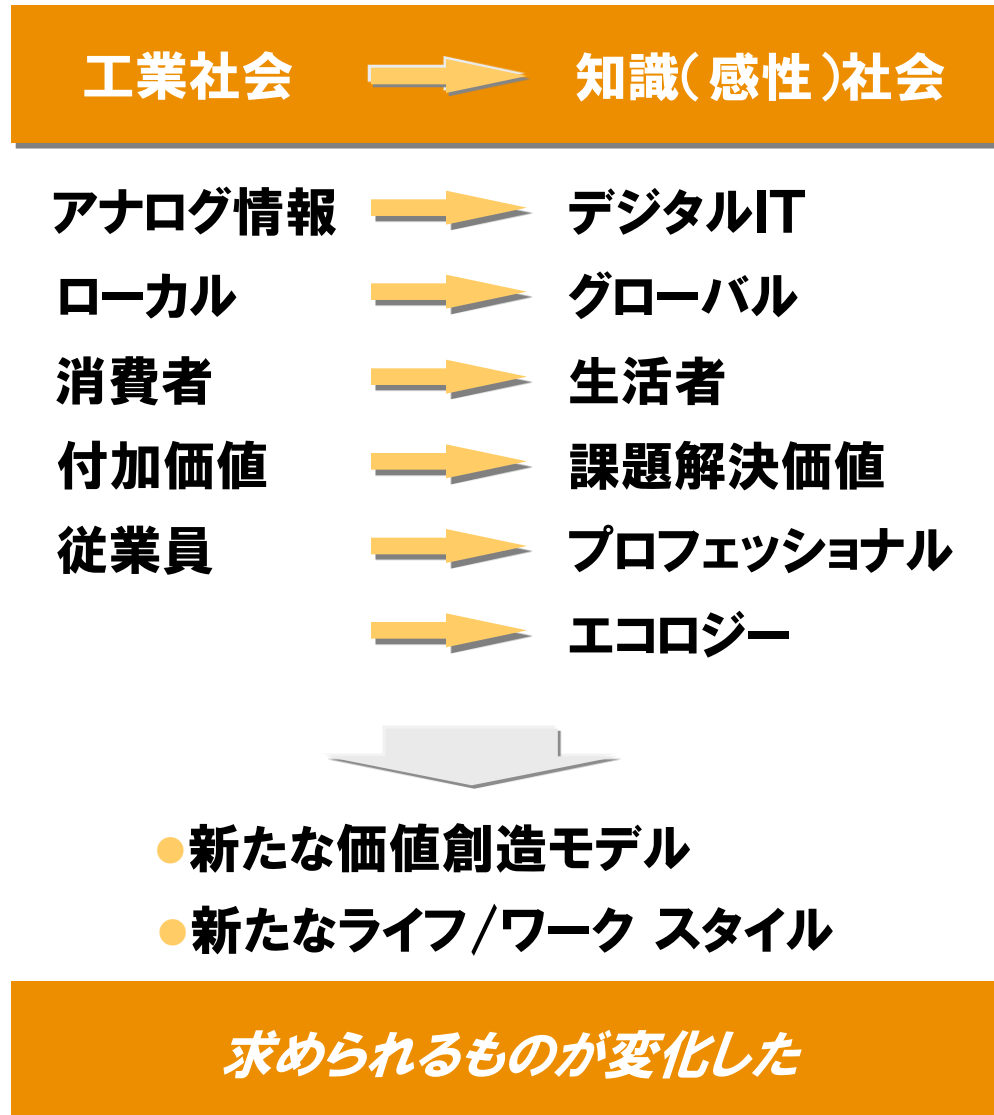 工業社会 知識(感性)社会
アナログ情報 デジタルIT
ローカル グローバル
消費者 生活者
付加価値 課題解決価値
従業員 プロフェッショナル
エコロジー
●新たな価値創造モデル
●新たなライフ/ワーク スタイル
求められるものが変化した